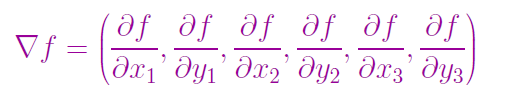 ∇f = (∂f/∂x₁, ∂f/∂y₁, ∂f/∂x₂, ∂f/∂y₂, ∂f/∂x₃, ∂f/∂y₃)